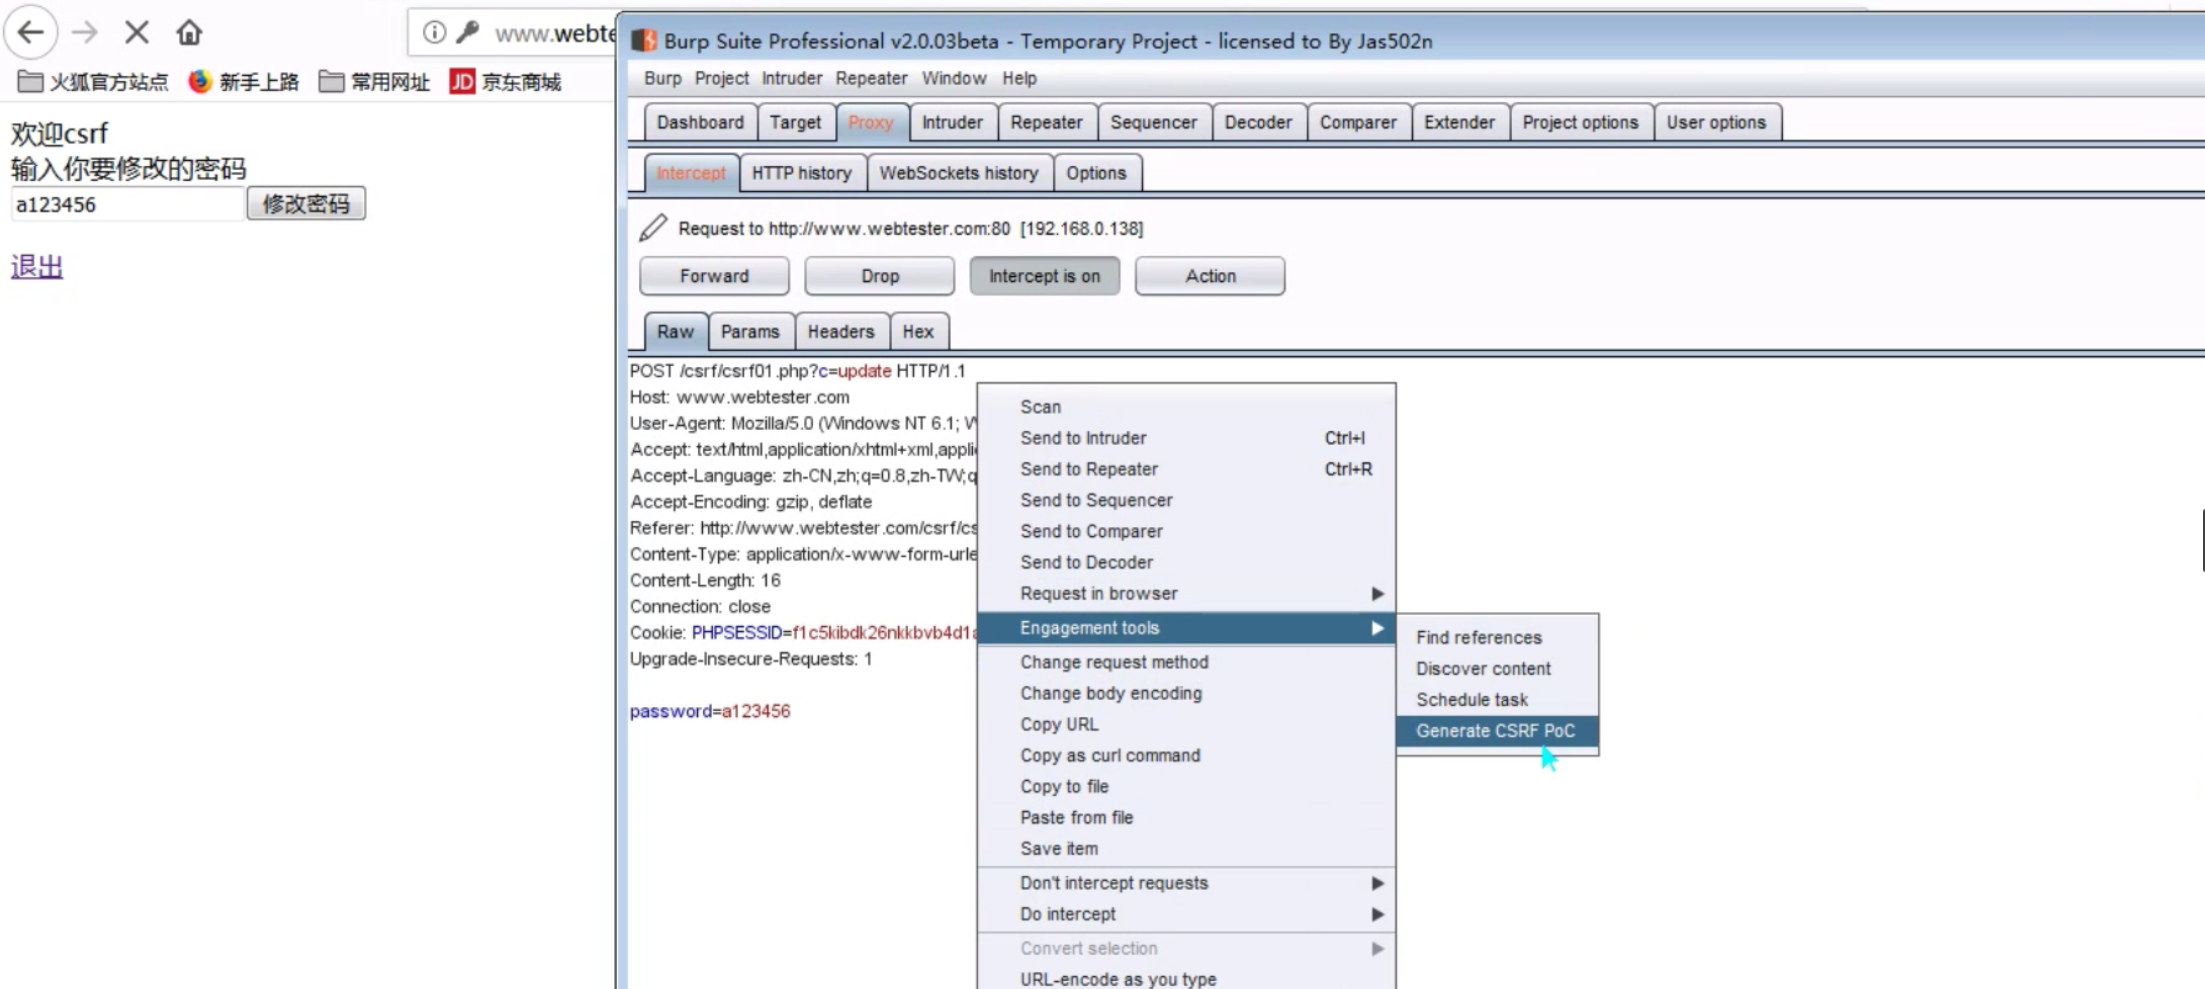 www.webte
火狐官方站点 新手上路 常用网址 JD 京东商城
欢迎csrf
输入你要修改的密码
a123456 修改密码
退出
Burp Suite Professional v2.0.03beta - Temporary Project - licensed to By Jas502n
Burp Project Intruder Repeater Window Help
Dashboard Target Proxy Intruder Repeater Sequencer Decoder Comparer Extender Project options User options
Intercept HTTP history WebSockets history Options
Request to http://www.webtester.com:80 [192.168.0.138]
Forward Drop Intercept is on Action
Raw Params Headers Hex
POST /csrf/csrf01.php?c=update HTTP/1.1
Host: www.webtester.com
User-Agent: Mozilla/5.0 (Windows NT 6.1; W
Accept: text/html,application/xhtml+xml,appli
Accept-Language: zh-CN,zh;q=0.8,zh-TW;q
Accept-Encoding: gzip, deflate
Referer: http://www.webtester.com/csrf/cs
Content-Type: application/x-www-form-urle
Content-Length: 16
Connection: close
Cookie: PHPSESSID=f1c5kibdk26nkkbvb4d1a
Upgrade-Insecure-Requests: 1
password=a123456
Scan
Send to Intruder Ctrl+I
Send to Repeater Ctrl+R
Send to Sequencer
Send to Comparer
Send to Decoder
Request in browser
Engagement tools
Change request method
Change body encoding
Copy URL
Copy as curl command
Copy to file
Paste from file
Save item
Don't intercept requests
Do intercept
Convert selection
URL-encode as you type
Find references
Discover content
Schedule task
Generate CSRF PoC